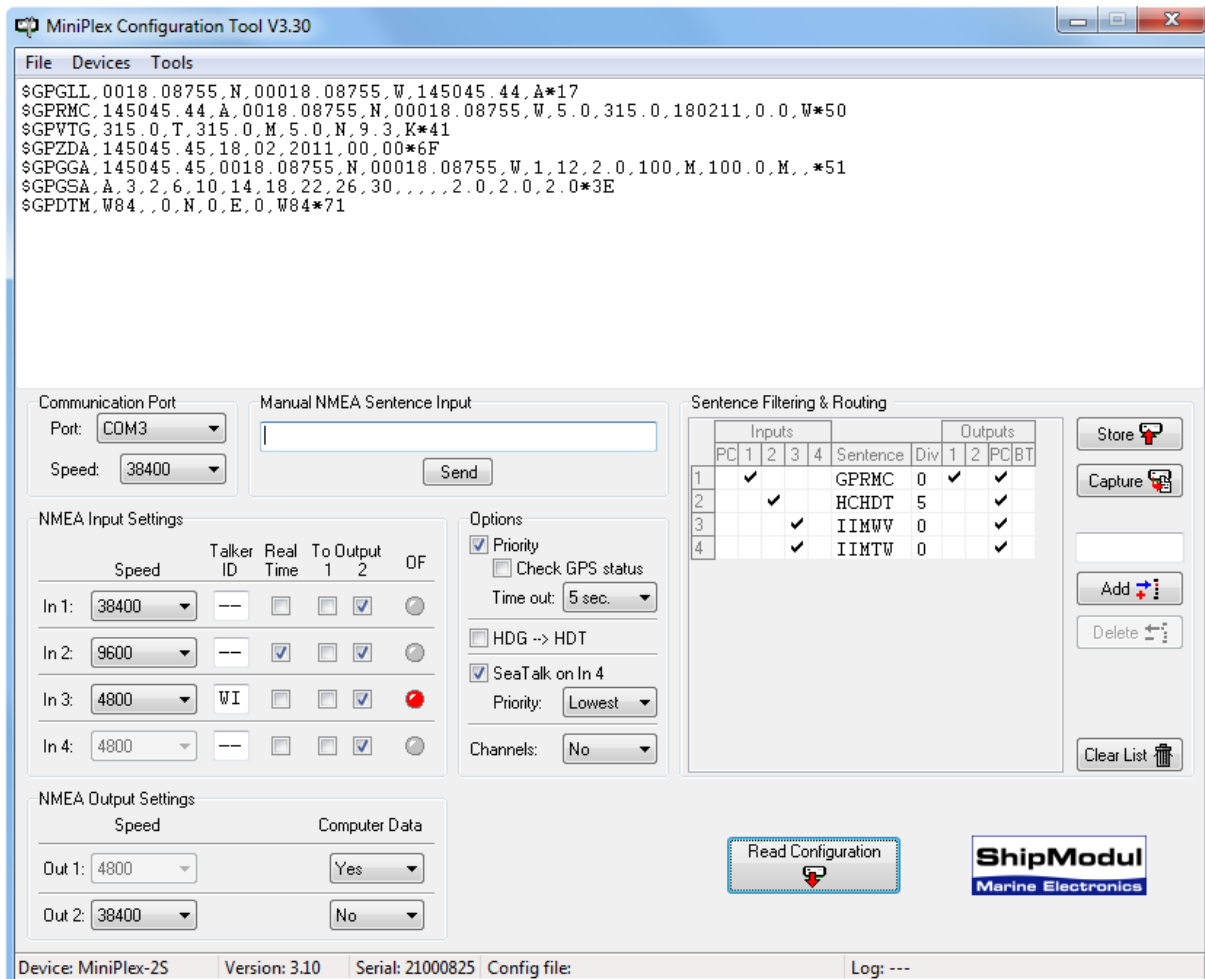 MiniPlex Configuration Tool V3.30
File Devices Tools
$GPGLL,0018.08755,N,00018.08755,W,145045.44,A*17
$GPRMC,145045.44,A,0018.08755,N,00018.08755,W,5.0,315.0,180211,0.0,W*50
$GPVTG,315.0,T,315.0,M,5.0,N,9.3,K*41
$GPZDA,145045.45,18,02,2011,00,00*6F
$GPGGA,145045.45,0018.08755,N,00018.08755,W,1,12,2.0,100,M,100.0,M,,*51
$GPGSA,A,3,2,6,10,14,18,22,26,30,,,,,2.0,2.0,2.0*3E
$GPDTM,W84,,0,N,0,E,0,W84*71
Communication Port
Port: COM3
Speed: 38400
Manual NMEA Sentence Input
Send
NMEA Input Settings
Speed Talker ID Real Time To Output 1 2 OF
In 1: 38400 --
In 2: 9600 --
In 3: 4800 WI
In 4: 4800 --
Options
Priority
Check GPS status
Time out: 5 sec.
HDG --> HDT
SeaTalk on In 4
Priority: Lowest
Channels: No
Sentence Filtering & Routing
Inputs Outputs
PC 1 2 3 4 Sentence Div 1 2 PC BT
1 GPRMC 0
2 HCHDT 5
3 IIMWV 0
4 IIMTW 0
Store
Capture
Add
Delete
Clear List
NMEA Output Settings
Speed Computer Data
Out 1: 4800 Yes
Out 2: 38400 No
Read Configuration
ShipModul
Marine Electronics
Device: MiniPlex-2S Version: 3.10 Serial: 21000825 Config file: Log: ---